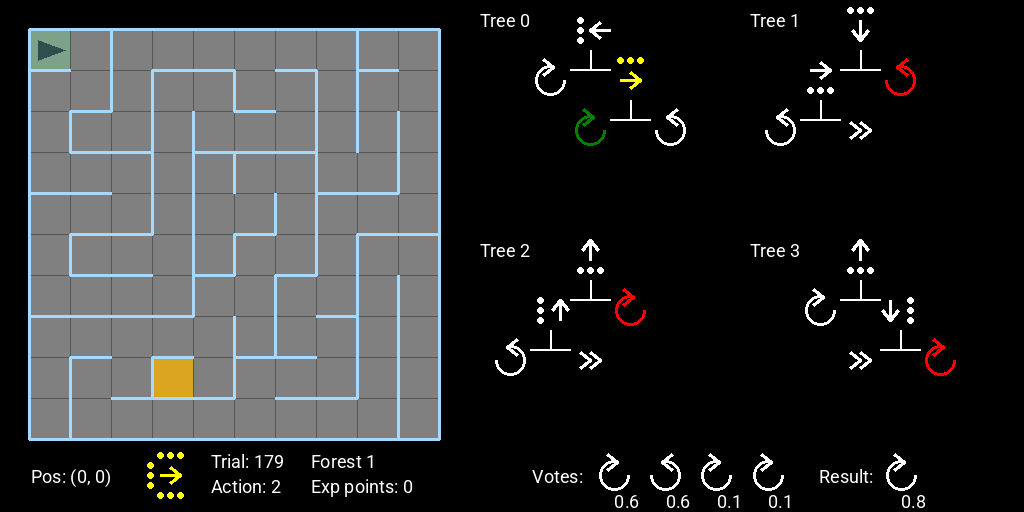 Tree 0
Tree 1
Tree 2
Tree 3
Pos: (0, 0)
Trial: 179
Action: 2
Forest 1
Exp points: 0
Votes:
0.6
0.6
0.1
0.1
Result:
0.8